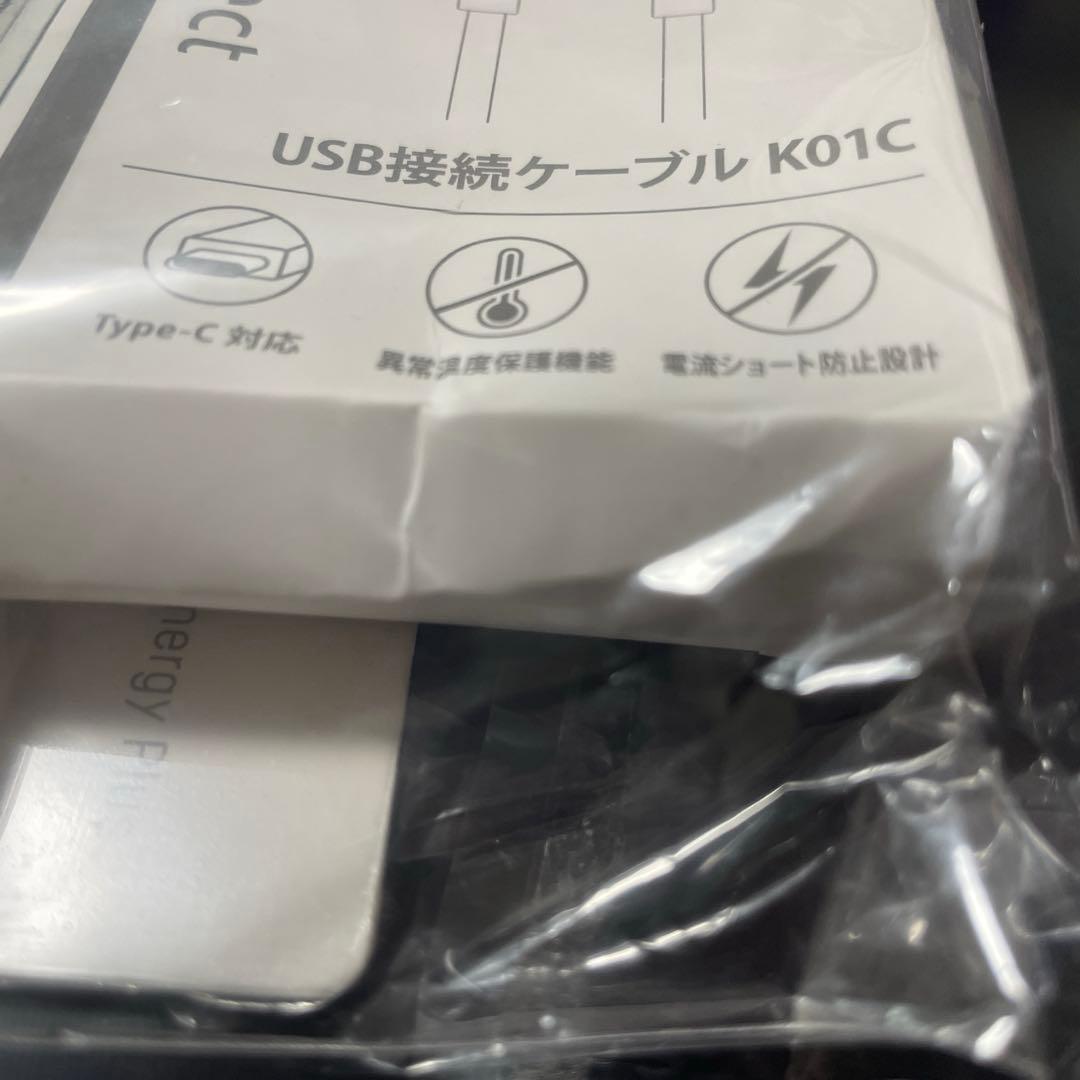 ect
USB接続ケーブル K01C
Type-C 対応
異常温度保護機能
電流ショート防止設計
nergy